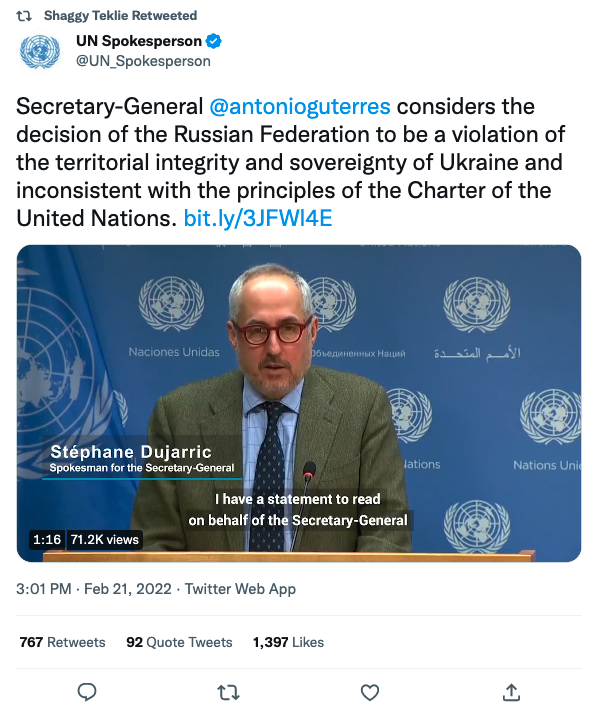 Shaggy Teklie Retweeted
UN Spokesperson
@UN_Spokesperson
Secretary-General @antonioguterres considers the
decision of the Russian Federation to be a violation of
the territorial integrity and sovereignty of Ukraine and
inconsistent with the principles of the Charter of the
United Nations. bit.ly/3JFWl4E
Naciones Unidas
Объединенных Наций
الأمم المتحدة
Nations
Nations Unie
Stéphane Dujarric
Spokesman for the Secretary-General
I have a statement to read
on behalf of the Secretary-General
1:16 71.2K views
3:01 PM · Feb 21, 2022 · Twitter Web App
767 Retweets 92 Quote Tweets 1,397 Likes